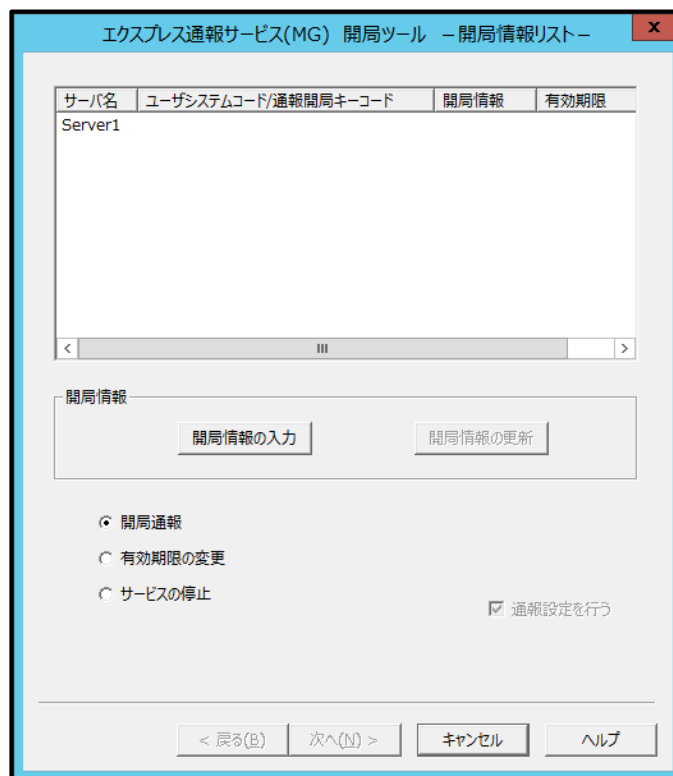 エクスプレス通報サービス(MG) 開局ツール －開局情報リスト－
x
サーバ名 ユーザシステムコード/通報開局キーコード 開局情報 有効期限
Server1
開局情報
開局情報の入力 開局情報の更新
開局通報
有効期限の変更
サービスの停止
通報設定を行う
< 戻る(B) 次へ(N) > キャンセル ヘルプ